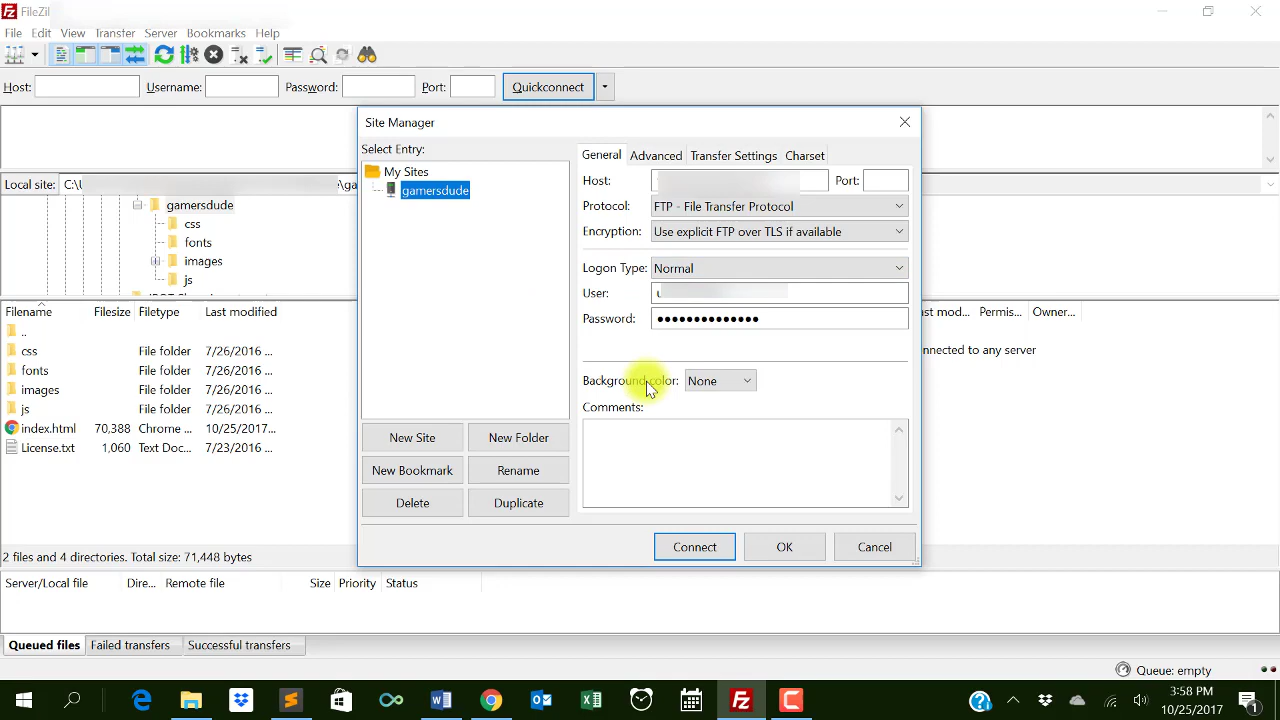 FileZil
File Edit View Transfer Server Bookmarks Help
Host: Username: Password: Port: Quickconnect
Site Manager
Select Entry:
My Sites
gamersdude
General Advanced Transfer Settings Charset
Host: Port:
Protocol: FTP - File Transfer Protocol
Encryption: Use explicit FTP over TLS if available
Logon Type: Normal
User: u
Password: ●●●●●●●●●●●●●●
Background color: None
Comments:
New Site New Folder
New Bookmark Rename
Delete Duplicate
Connect OK Cancel
Local site: C:\U \ga
gamersdude
css
fonts
images
js
Filename Filesize Filetype Last modified
..
css File folder 7/26/2016 ...
fonts File folder 7/26/2016 ...
images File folder 7/26/2016 ...
js File folder 7/26/2016 ...
index.html 70,388 Chrome ... 10/25/2017...
License.txt 1,060 Text Doc... 7/23/2016 ...
st mod... Permis... Owner...
nnected to any server
2 files and 4 directories. Total size: 71,448 bytes
Server/Local file Dire... Remote file Size Priority Status
Queued files Failed transfers Successful transfers
Queue: empty
3:58 PM
10/25/2017
1